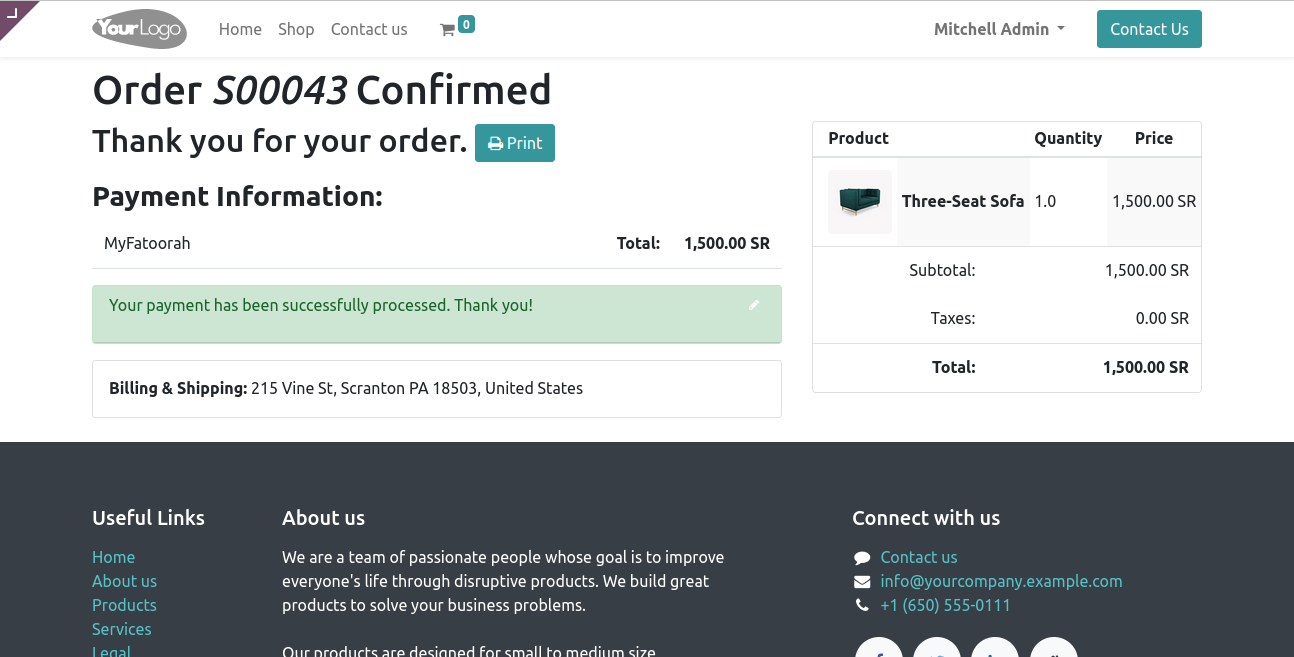 YourLogo Home Shop Contact us 0 Mitchell Admin Contact Us
Order S00043 Confirmed
Thank you for your order. Print
Payment Information:
MyFatoorah Total: 1,500.00 SR
Your payment has been successfully processed. Thank you!
Billing & Shipping: 215 Vine St, Scranton PA 18503, United States
Product Quantity Price
Three-Seat Sofa 1.0 1,500.00 SR
Subtotal: 1,500.00 SR
Taxes: 0.00 SR
Total: 1,500.00 SR
Useful Links
Home
About us
Products
Services
Legal
About us
We are a team of passionate people whose goal is to improve
everyone's life through disruptive products. We build great
products to solve your business problems.
Our products are designed for small to medium size
Connect with us
Contact us
info@yourcompany.example.com
+1 (650) 555-0111